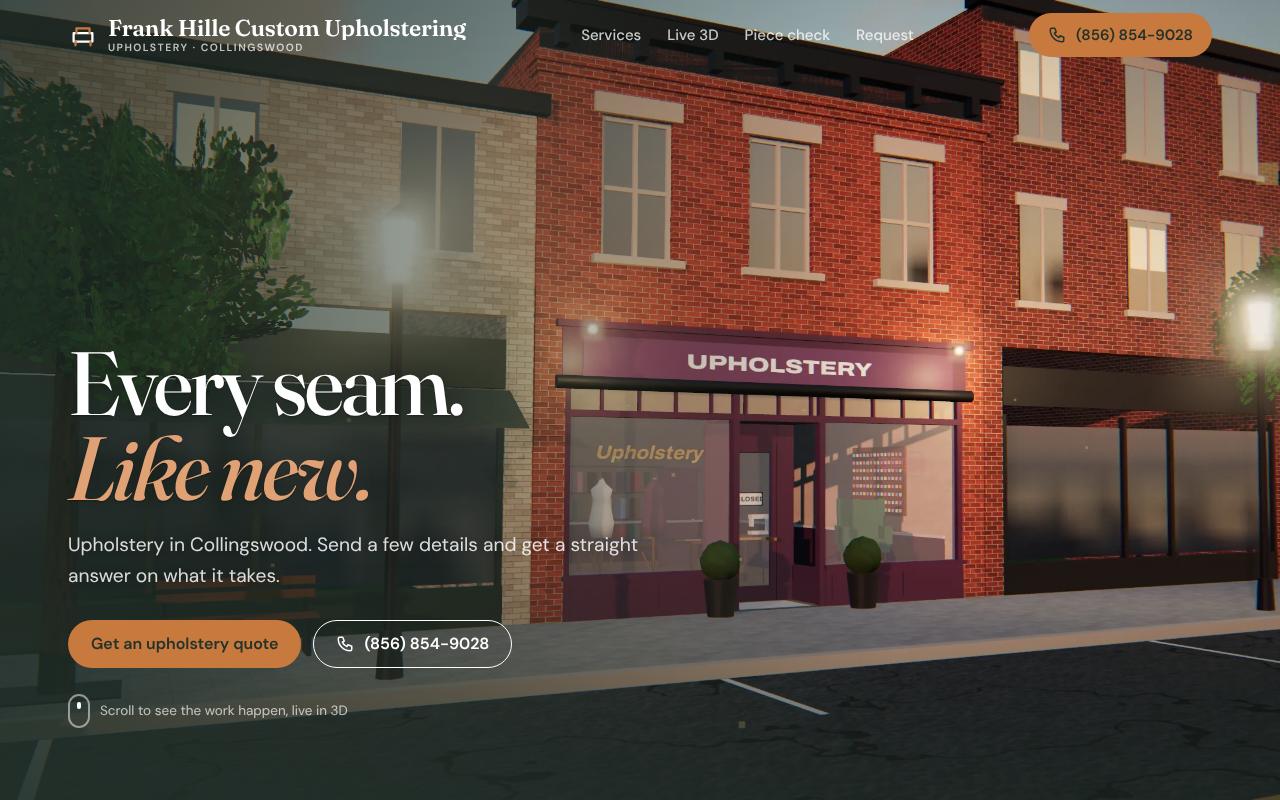 Frank Hille Custom Upholstering
UPHOLSTERY · COLLINGSWOOD
Services
Live 3D
Piece check
Request
(856) 854-9028
UPHOLSTERY
Upholstery
Every seam.
Like new.
Upholstery in Collingswood. Send a few details and get a straight
answer on what it takes.
Get an upholstery quote
(856) 854-9028
Scroll to see the work happen, live in 3D